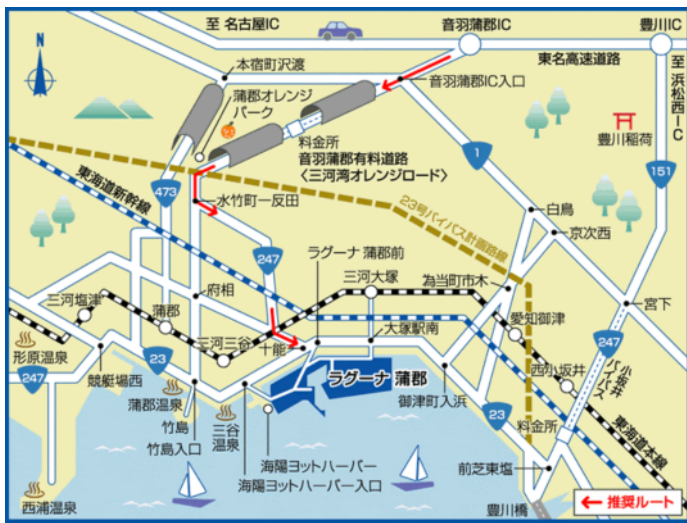 至 名古屋IC
音羽蒲郡IC
豊川IC
東名高速道路
至 浜松西IC
N
本宿町沢渡
音羽蒲郡IC入口
蒲郡オレンジ
パーク
料金所
音羽蒲郡有料道路
〈三河湾オレンジロード〉
豊川稲荷
1
151
473
東海道新幹線
水竹町一反田
23号バイパス計画路線
白鳥
京次西
247
ラグーナ 蒲郡前
三河大塚
為当町市木
宮下
府相
三河塩津
蒲郡
三河三谷
十能
大塚駅南
愛知御津
形原温泉
23
247
競艇場西
蒲郡温泉
竹島
竹島入口
三谷
温泉
ラグーナ 蒲郡
御津町入浜
西小坂井
247
小坂井
バイパス
23
料金所
東海道本線
海陽ヨットハーバー
海陽ヨットハーバー入口
前芝東塩
西浦温泉
豊川橋
推奨ルート